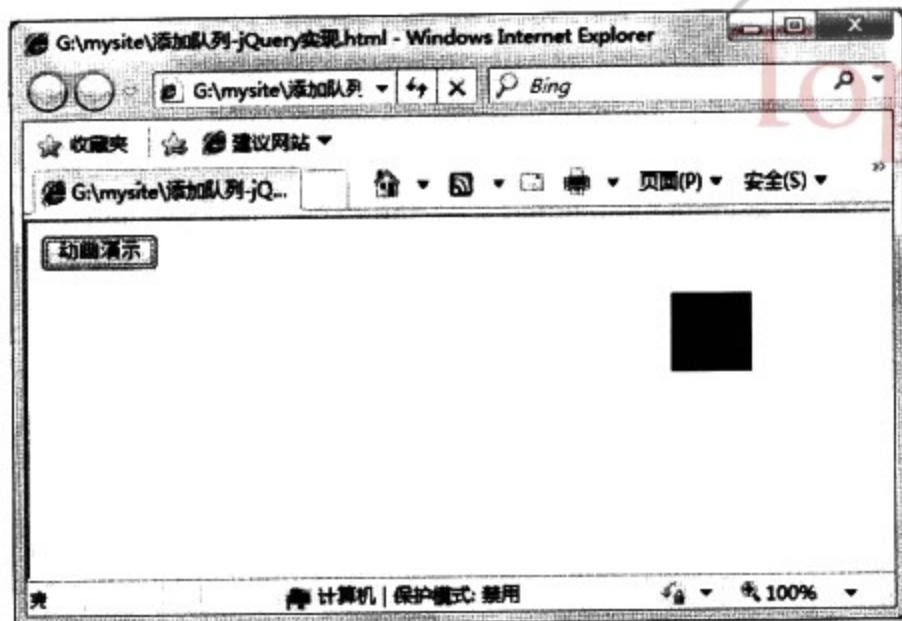 G:\mysite\添加队列-jQuery实现.html - Windows Internet Explorer
G:\mysite\添加队列 Bing
收藏夹 建议网站
G:\mysite\添加队列-jQ... 页面(P) 安全(S) »
动画演示
计算机 | 保护模式: 禁用 100%